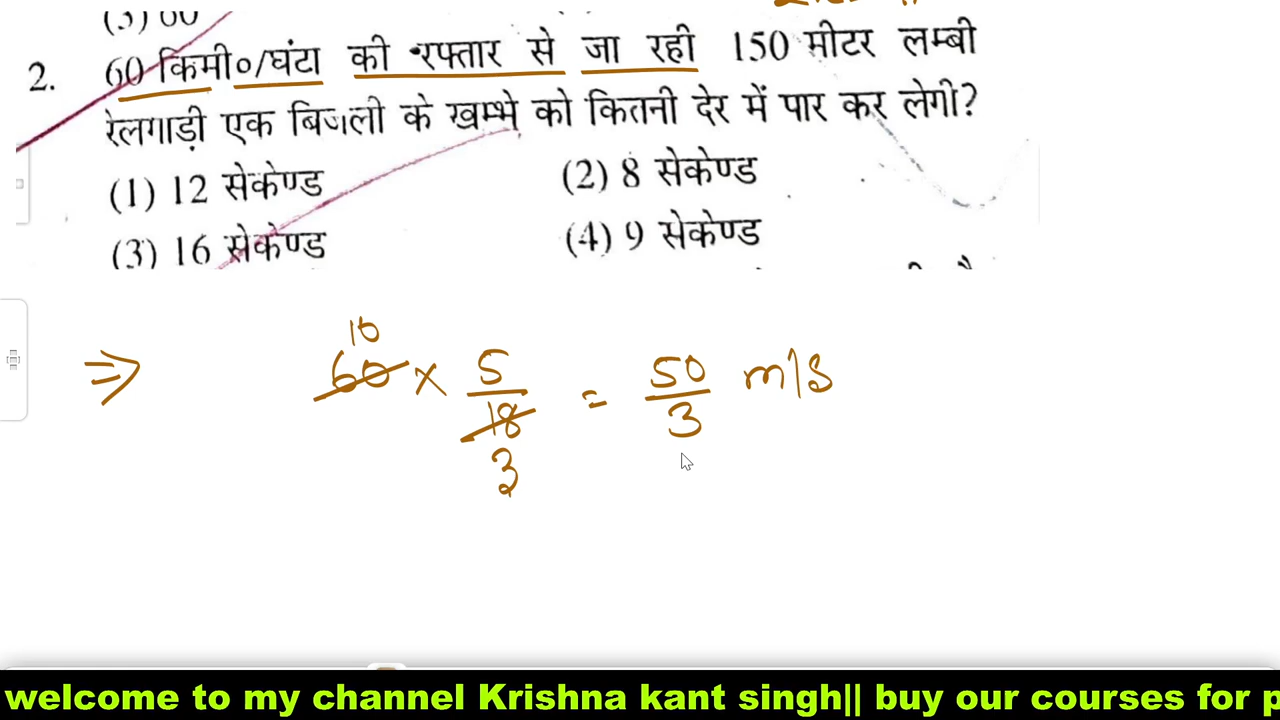 (3) 60
2. 60 किमी०/घंटा की रफ्तार से जा रही 150 मीटर लम्बी
रेलगाड़ी एक बिजली के खम्भे को कितनी देर में पार कर लेगी?
(1) 12 सेकेण्ड (2) 8 सेकेण्ड
(3) 16 सेकेण्ड (4) 9 सेकेण्ड
⇒ 60 × 5/18 = 50/3 m/s
10
3
welcome to my channel Krishna kant singh|| buy our courses for